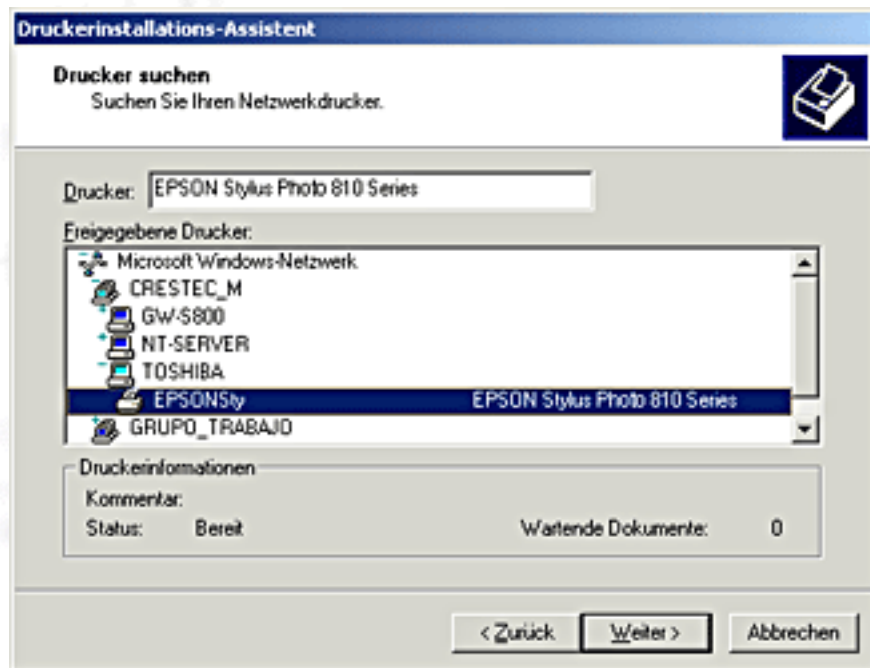 Druckerinstallations-Assistent
Drucker suchen
Suchen Sie Ihren Netzwerkdrucker.
Drucker: EPSON Stylus Photo 810 Series
Freigegebene Drucker:
Microsoft Windows-Netzwerk
CRESTEC_M
GW-S800
NT-SERVER
TOSHIBA
EPSONSty EPSON Stylus Photo 810 Series
GRUPO_TRABAJO
Druckerinformationen
Kommentar:
Status: Bereit Wartende Dokumente: 0
< Zurück Weiter > Abbrechen